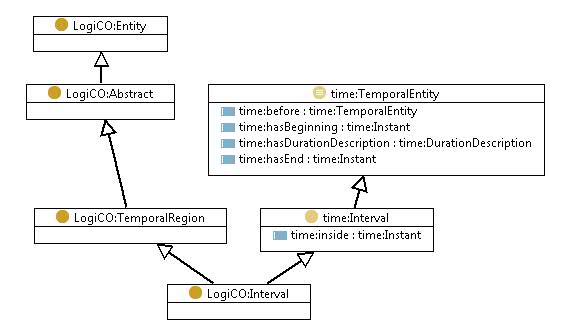 LogiCO:Entity
LogiCO:Abstract
time:TemporalEntity
time:before : time:TemporalEntity
time:hasBeginning : time:Instant
time:hasDurationDescription : time:DurationDescription
time:hasEnd : time:Instant
LogiCO:TemporalRegion
time:Interval
time:inside : time:Instant
LogiCO:Interval